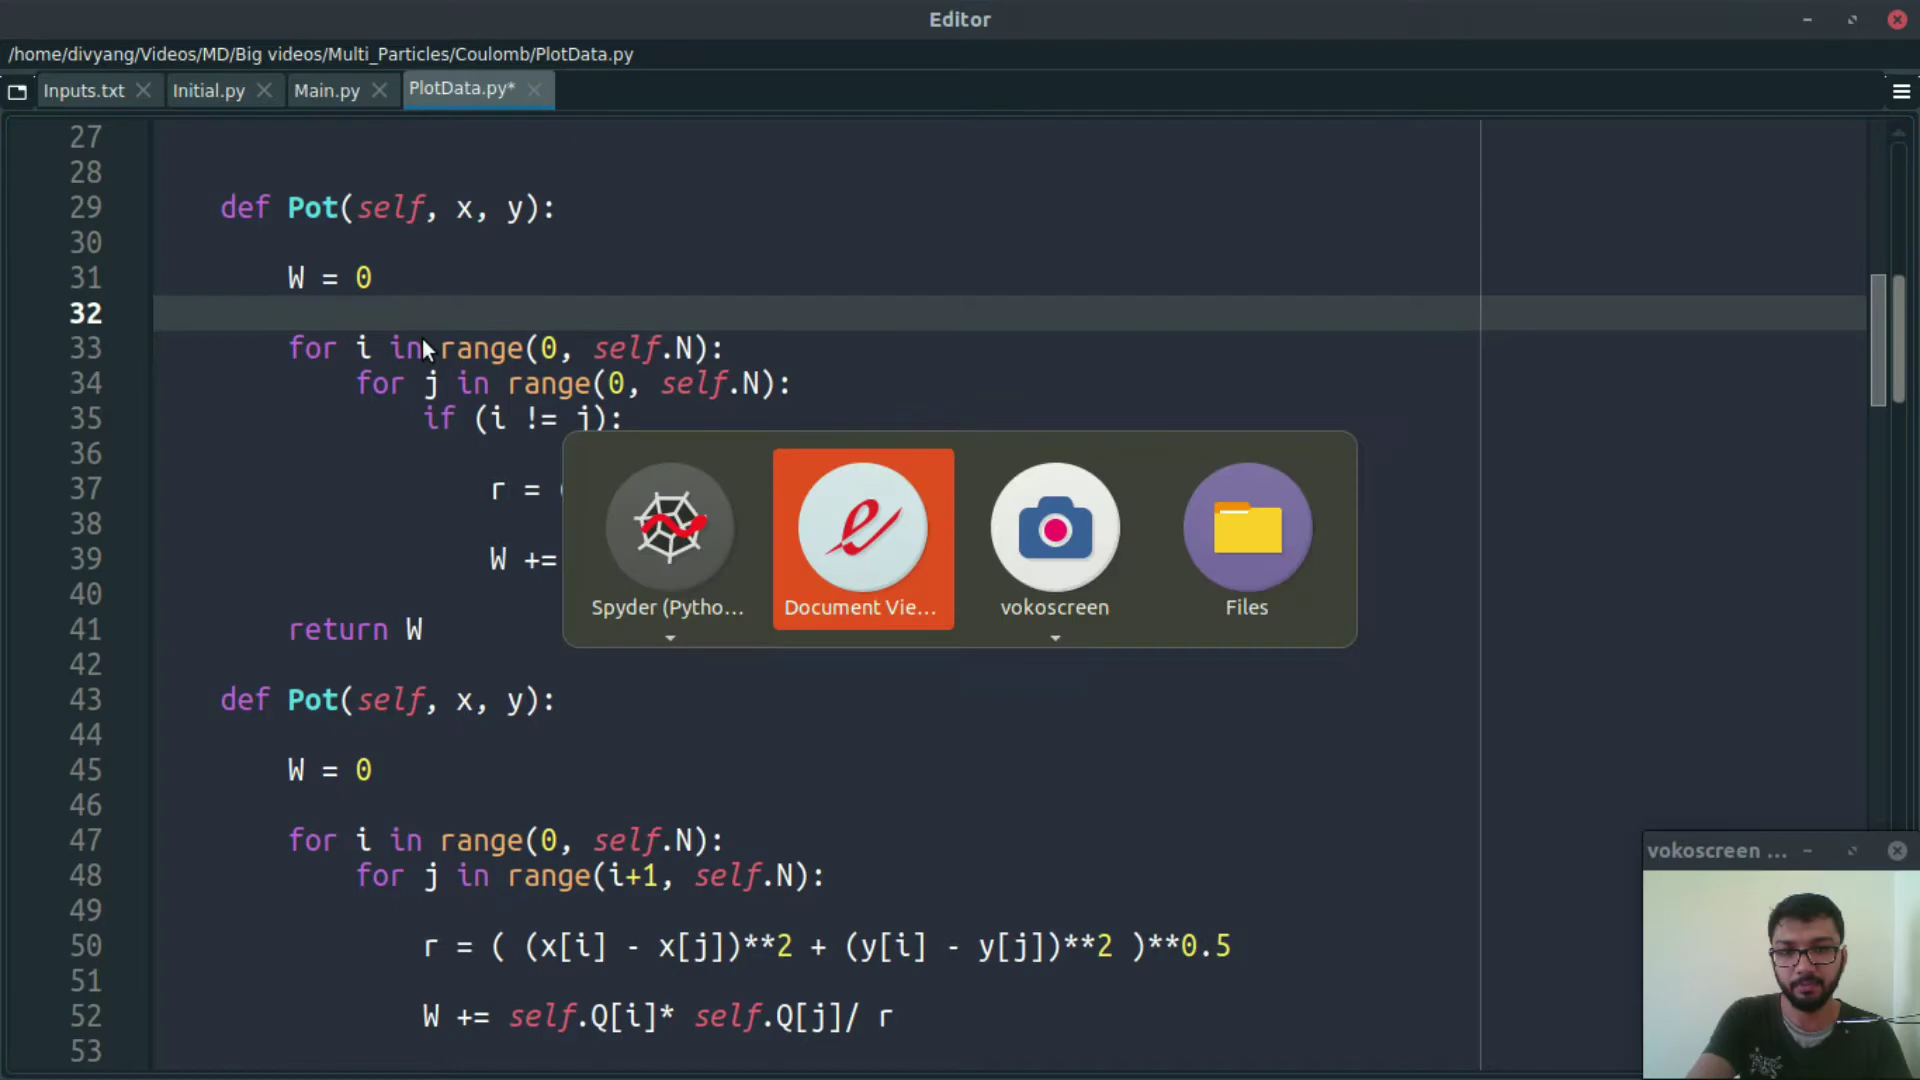 Editor
/home/divyang/Videos/MD/Big videos/Multi_Particles/Coulomb/PlotData.py
Inputs.txt Initial.py Main.py PlotData.py*
27
28
29 def Pot(self, x, y):
30
31 W = 0
32
33 for i in range(0, self.N):
34 for j in range(0, self.N):
35 if (i != j):
36
37 r =
38
39 W +=
40
41 return W
42
43 def Pot(self, x, y):
44
45 W = 0
46
47 for i in range(0, self.N):
48 for j in range(i+1, self.N):
49
50 r = ( (x[i] - x[j])**2 + (y[i] - y[j])**2 )**0.5
51
52 W += self.Q[i]* self.Q[j]/ r
53
Spyder (Pytho... Document Vie... vokoscreen Files
vokoscreen ...